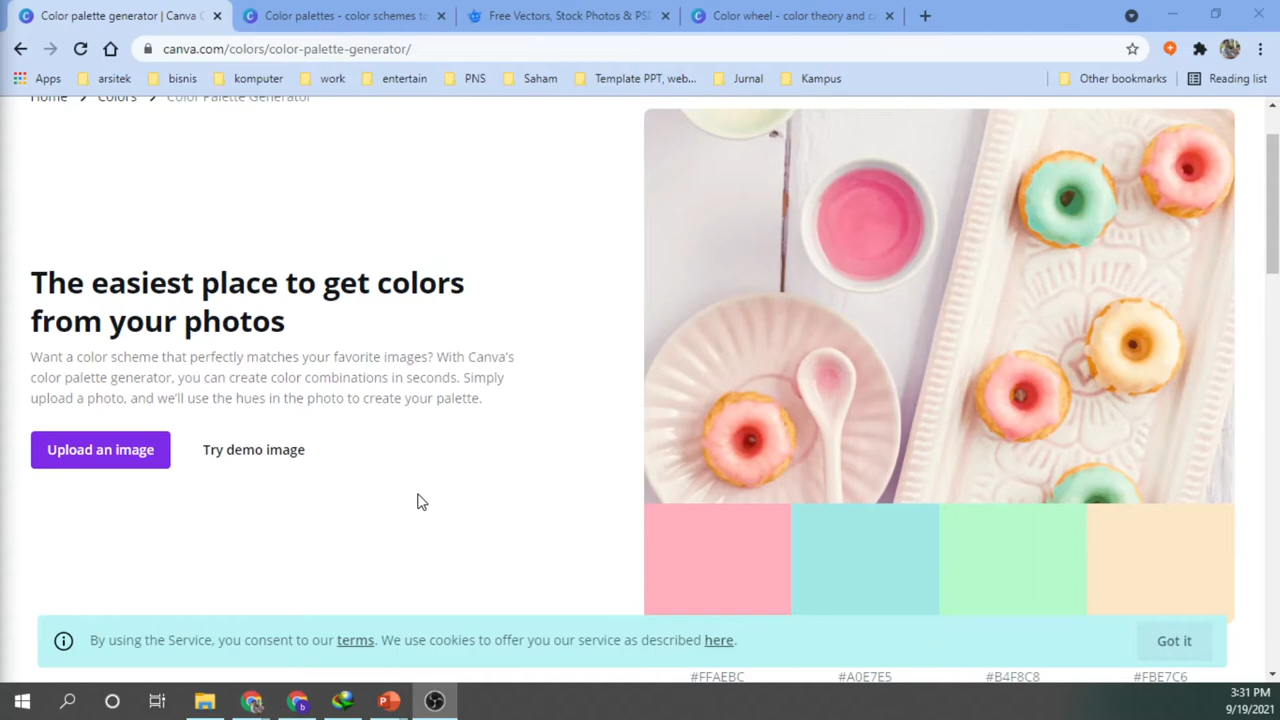 Color palette generator | Canva C
Color palettes - color schemes to
Free Vectors, Stock Photos & PSD
Color wheel - color theory and ca
canva.com/colors/color-palette-generator/
Apps
arsitek
bisnis
komputer
work
entertain
PNS
Saham
Template PPT, web...
Jurnal
Kampus
Other bookmarks
Reading list
Home > Colors > Color Palette Generator
The easiest place to get colors
from your photos
Want a color scheme that perfectly matches your favorite images? With Canva's
color palette generator, you can create color combinations in seconds. Simply
upload a photo, and we'll use the hues in the photo to create your palette.
Upload an image
Try demo image
By using the Service, you consent to our terms. We use cookies to offer you our service as described here.
Got it
#FFAEBC
#A0E7E5
#B4F8C8
#FBE7C6
3:31 PM
9/19/2021